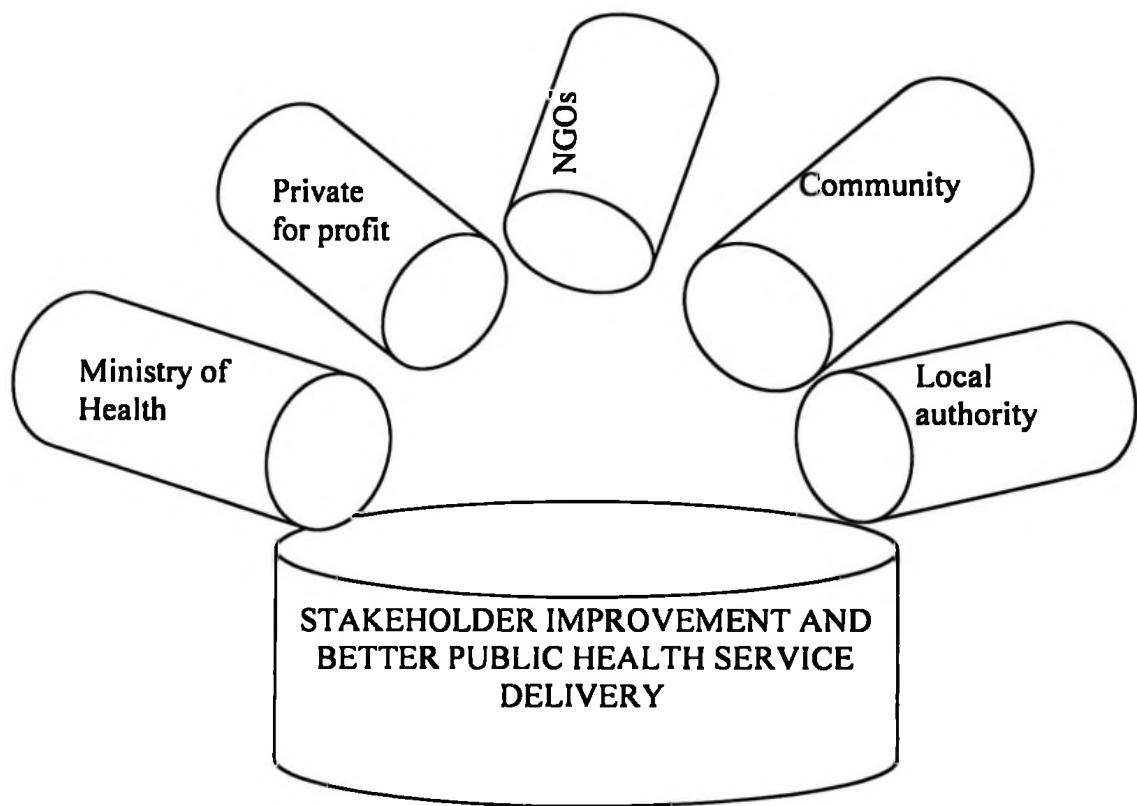 NGOs
Private
for profit
Community
Ministry of
Health
Local
authority
STAKEHOLDER IMPROVEMENT AND
BETTER PUBLIC HEALTH SERVICE
DELIVERY